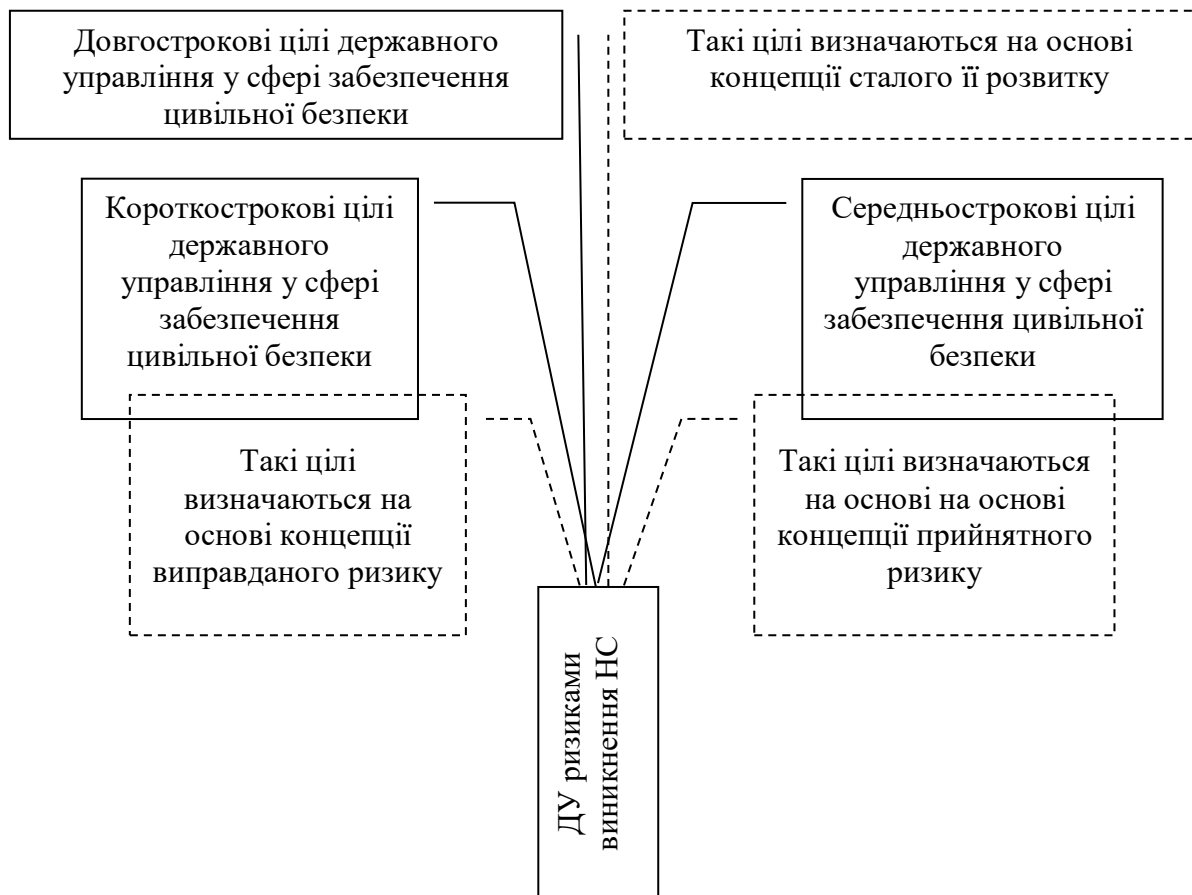 Довгострокові цілі державного
управління у сфері забезпечення
цивільної безпеки
Такі цілі визначаються на основі
концепції сталого її розвитку
Короткострокові цілі
державного
управління у сфері
забезпечення
цивільної безпеки
Середньострокові цілі
державного
управління у сфері
забезпечення цивільної
безпеки
Такі цілі
визначаються на
основі концепції
виправданого ризику
Такі цілі визначаються
на основі на основі
концепції прийнятного
ризику
ДУ ризиками
виникнення НС